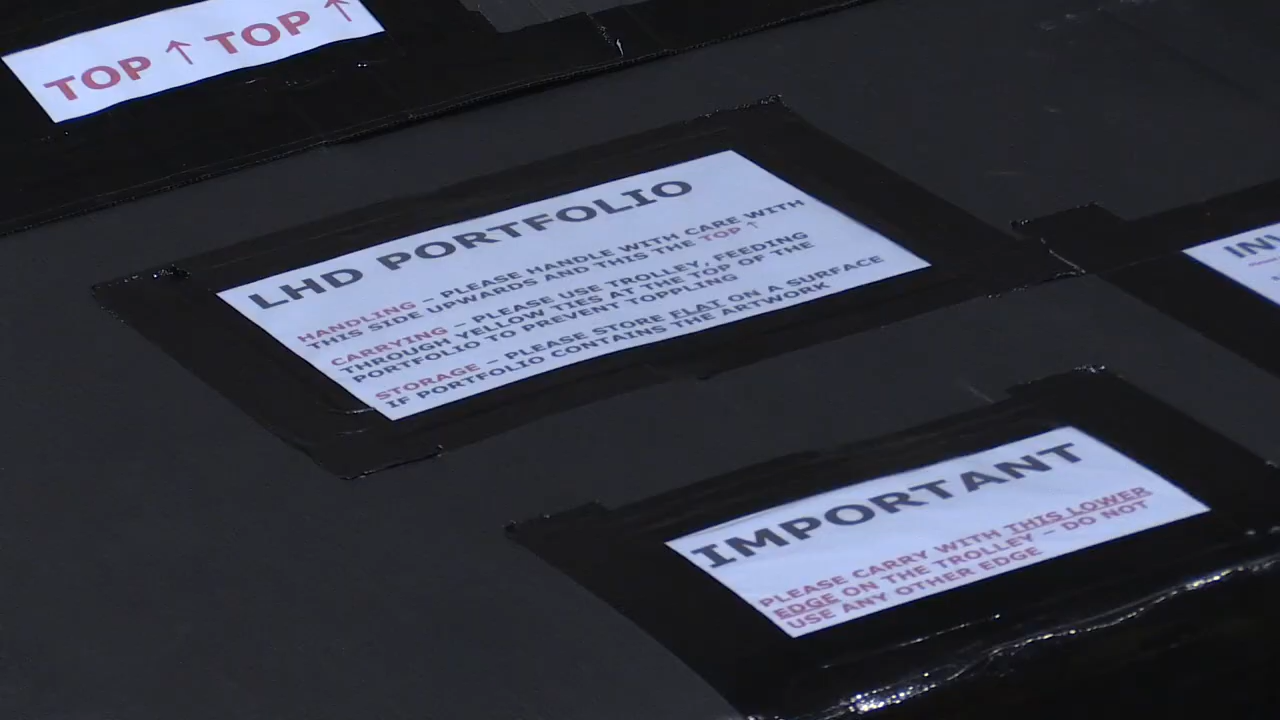 TOP ↑ TOP ↑
LHD PORTFOLIO
HANDLING – PLEASE HANDLE WITH CARE WITH
THIS SIDE UPWARDS AND THIS THE TOP ↑
CARRYING – PLEASE USE TROLLEY, FEEDING
THROUGH YELLOW TIES AT THE TOP OF THE
PORTFOLIO TO PREVENT TOPPLING
STORAGE – PLEASE STORE FLAT ON A SURFACE
IF PORTFOLIO CONTAINS THE ARTWORK
IMPORTANT
PLEASE CARRY WITH THIS LOWER
EDGE ON THE TROLLEY – DO NOT
USE ANY OTHER EDGE